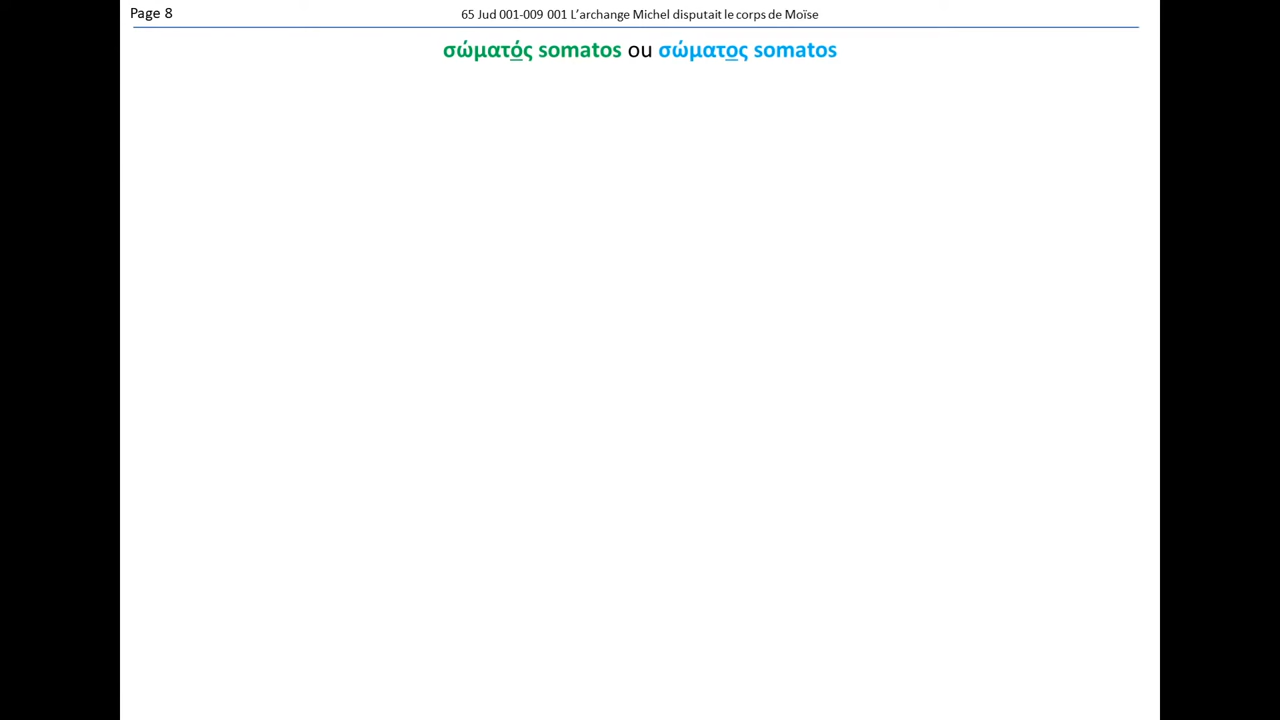 Page 8
65 Jud 001-009 001 L’archange Michel disputait le corps de Moïse
σώματός somatos ou σώματος somatos